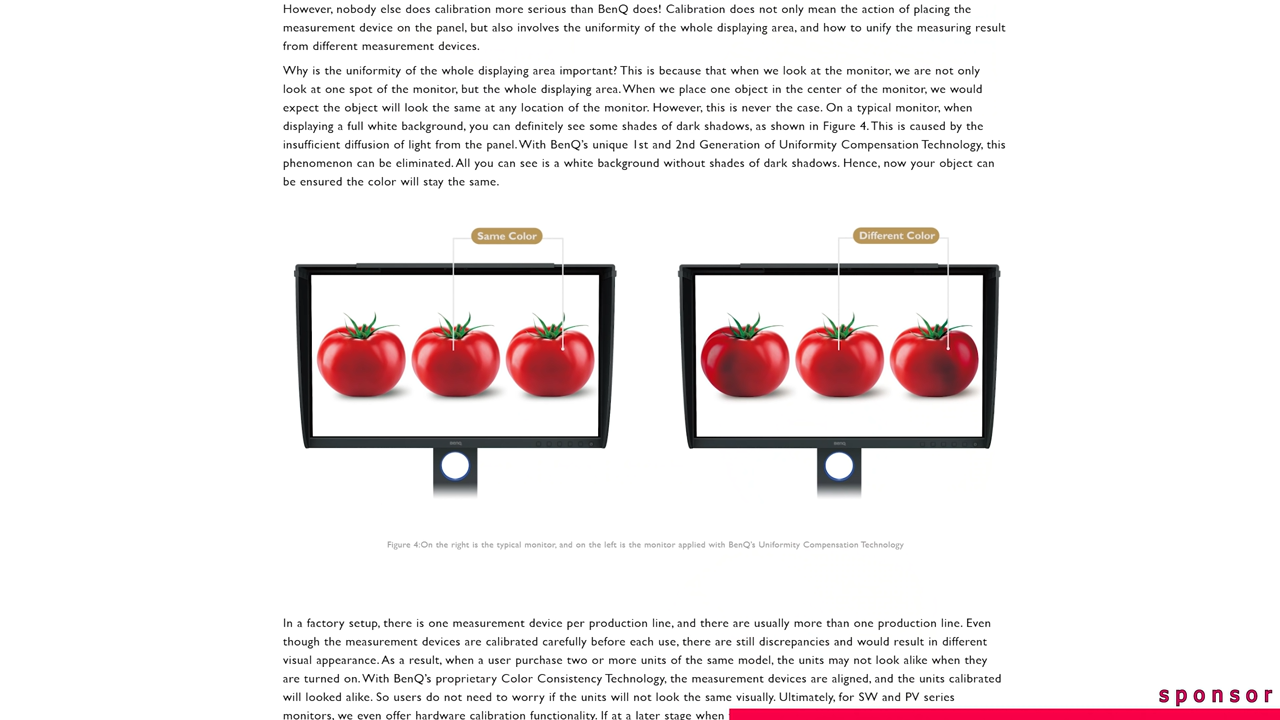 However, nobody else does calibration more serious than BenQ does! Calibration does not only mean the action of placing the
measurement device on the panel, but also involves the uniformity of the whole displaying area, and how to unify the measuring result
from different measurement devices.
Why is the uniformity of the whole displaying area important? This is because that when we look at the monitor, we are not only
look at one spot of the monitor, but the whole displaying area. When we place one object in the center of the monitor, we would
expect the object will look the same at any location of the monitor. However, this is never the case. On a typical monitor, when
displaying a full white background, you can definitely see some shades of dark shadows, as shown in Figure 4. This is caused by the
insufficient diffusion of light from the panel. With BenQ's unique 1st and 2nd Generation of Uniformity Compensation Technology, this
phenomenon can be eliminated. All you can see is a white background without shades of dark shadows. Hence, now your object can
be ensured the color will stay the same.
Same Color
Different Color
BenQ
BenQ
Figure 4:On the right is the typical monitor, and on the left is the monitor applied with BenQ's Uniformity Compensation Technology
In a factory setup, there is one measurement device per production line, and there are usually more than one production line. Even
though the measurement devices are calibrated carefully before each use, there are still discrepancies and would result in different
visual appearance. As a result, when a user purchase two or more units of the same model, the units may not look alike when they
are turned on. With BenQ's proprietary Color Consistency Technology, the measurement devices are aligned, and the units calibrated
will looked alike. So users do not need to worry if the units will not look the same visually. Ultimately, for SW and PV series
monitors, we even offer hardware calibration functionality. If at a later stage when
sponsor